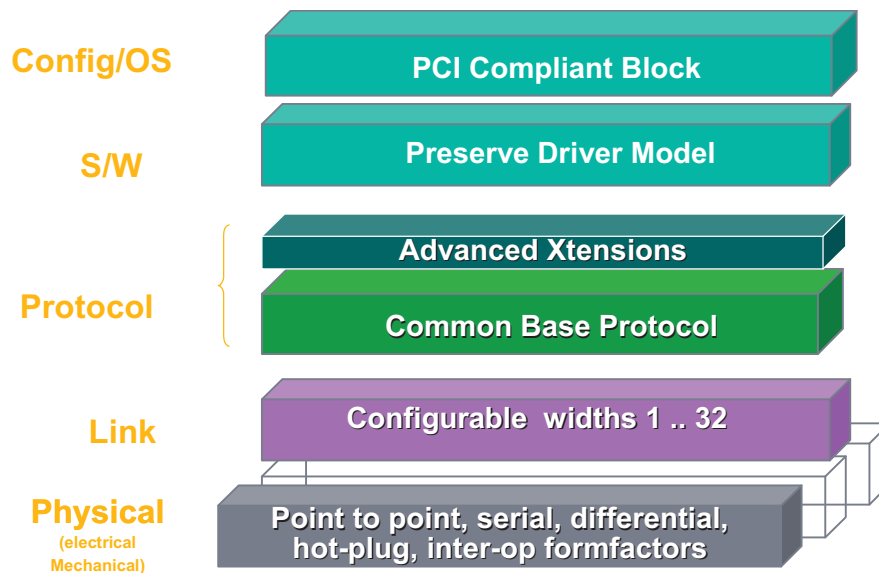 Config/OS
PCI Compliant Block
S/W
Preserve Driver Model
Advanced Xtensions
Protocol
Common Base Protocol
Link
Configurable widths 1 .. 32
Physical
(electrical
Mechanical)
Point to point, serial, differential,
hot-plug, inter-op formfactors